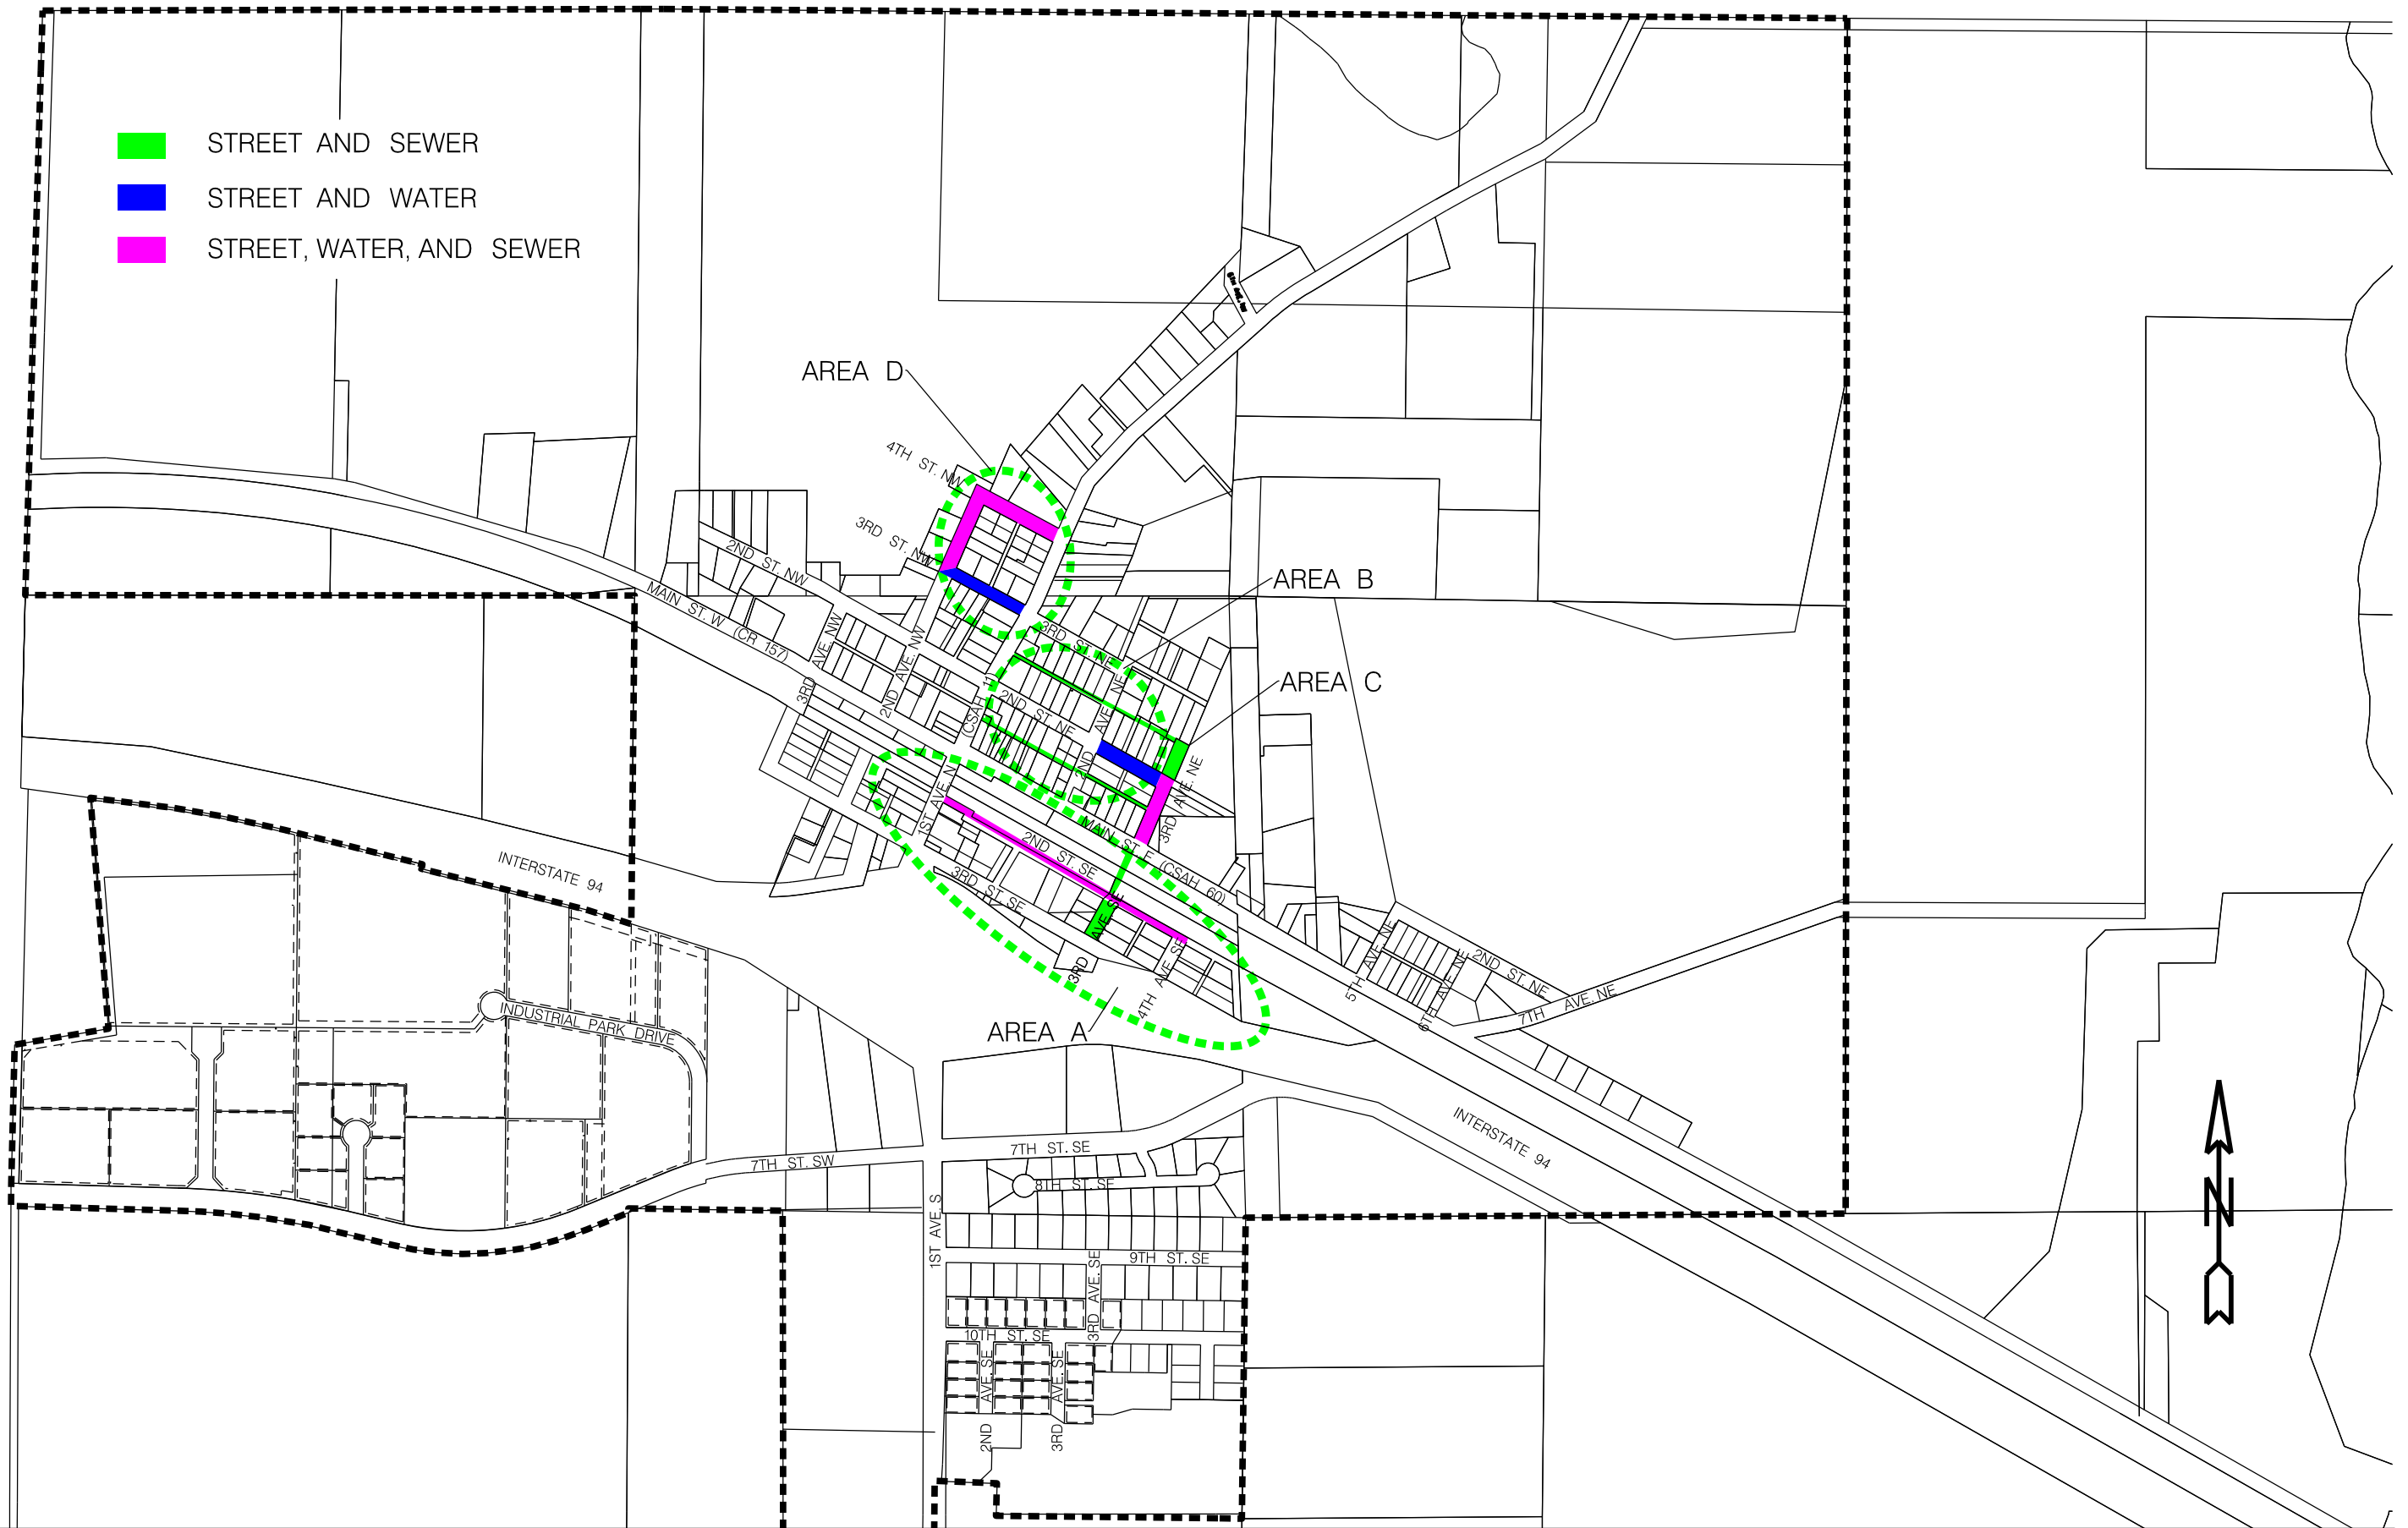 STREET AND SEWER
STREET AND WATER
STREET, WATER, AND SEWER
AREA D
4TH ST. NW
3RD ST. NW
2ND ST. NW
AREA B
MAIN ST. W (CR 157)
3RD ST. NE
3RD AVE. NW
2ND AVE. NW
(CSAH 11)
AREA C
2ND ST. NE
2ND AVE. NE
3RD AVE. NE
1ST AVE. N
MAIN ST. E (CSAH 60)
2ND ST. SE
3RD ST. SE
INTERSTATE 94
3RD AVE. SE
4TH AVE. SE
5TH AVE. NE
6TH AVE. NE
2ND ST. NE
7TH AVE. NE
INDUSTRIAL PARK DRIVE
AREA A
INTERSTATE 94
7TH ST. SW
7TH ST. SE
8TH ST. SE
1ST AVE. S
9TH ST. SE
3RD AVE. SE
10TH ST. SE
2ND AVE. SE
3RD AVE. SE
N